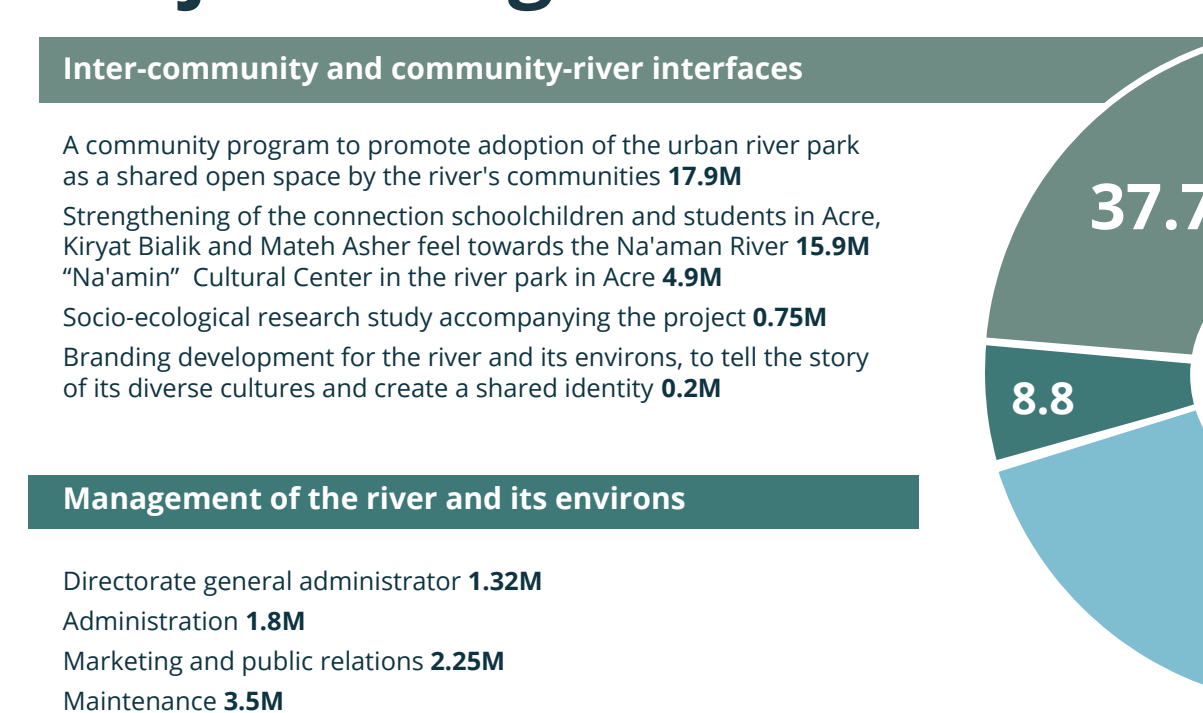 Inter-community and community-river interfaces
A community program to promote adoption of the urban river park
as a shared open space by the river's communities 17.9M
Strengthening of the connection schoolchildren and students in Acre,
Kiryat Bialik and Mateh Asher feel towards the Na'aman River 15.9M
“Na'amin”  Cultural Center in the river park in Acre 4.9M
Socio-ecological research study accompanying the project 0.75M
Branding development for the river and its environs, to tell the story
of its diverse cultures and create a shared identity 0.2M
37.7
8.8
Management of the river and its environs
Directorate general administrator 1.32M
Administration 1.8M
Marketing and public relations 2.25M
Maintenance 3.5M